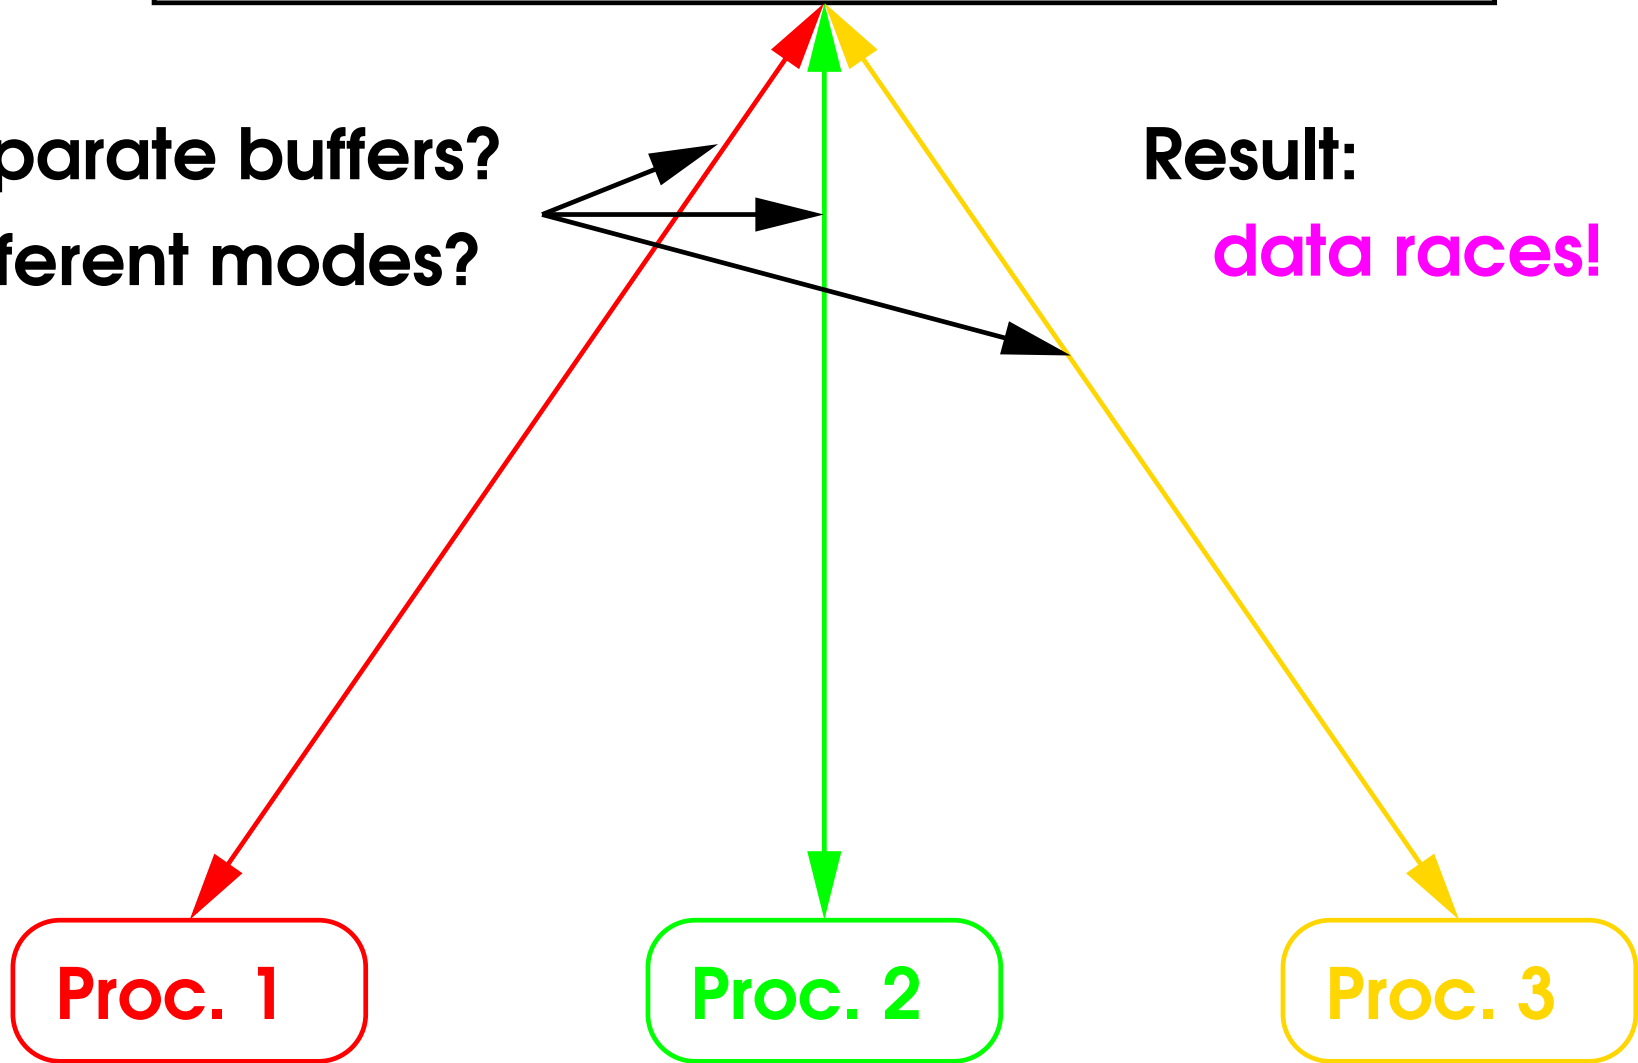 parate buffers?
ferent modes?
Result:
data races!
Proc. 1
Proc. 2
Proc. 3